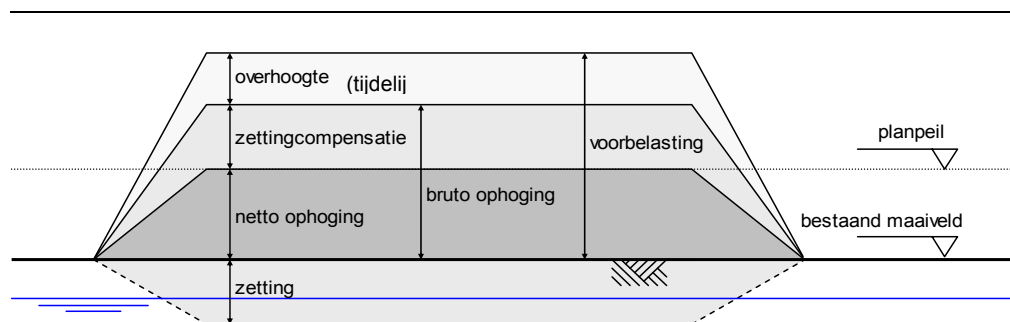 overhoogte (tijdelij
zettingcompensatie
voorbelasting
planpeil
netto ophoging
bruto ophoging
bestaand maaiveld
zetting